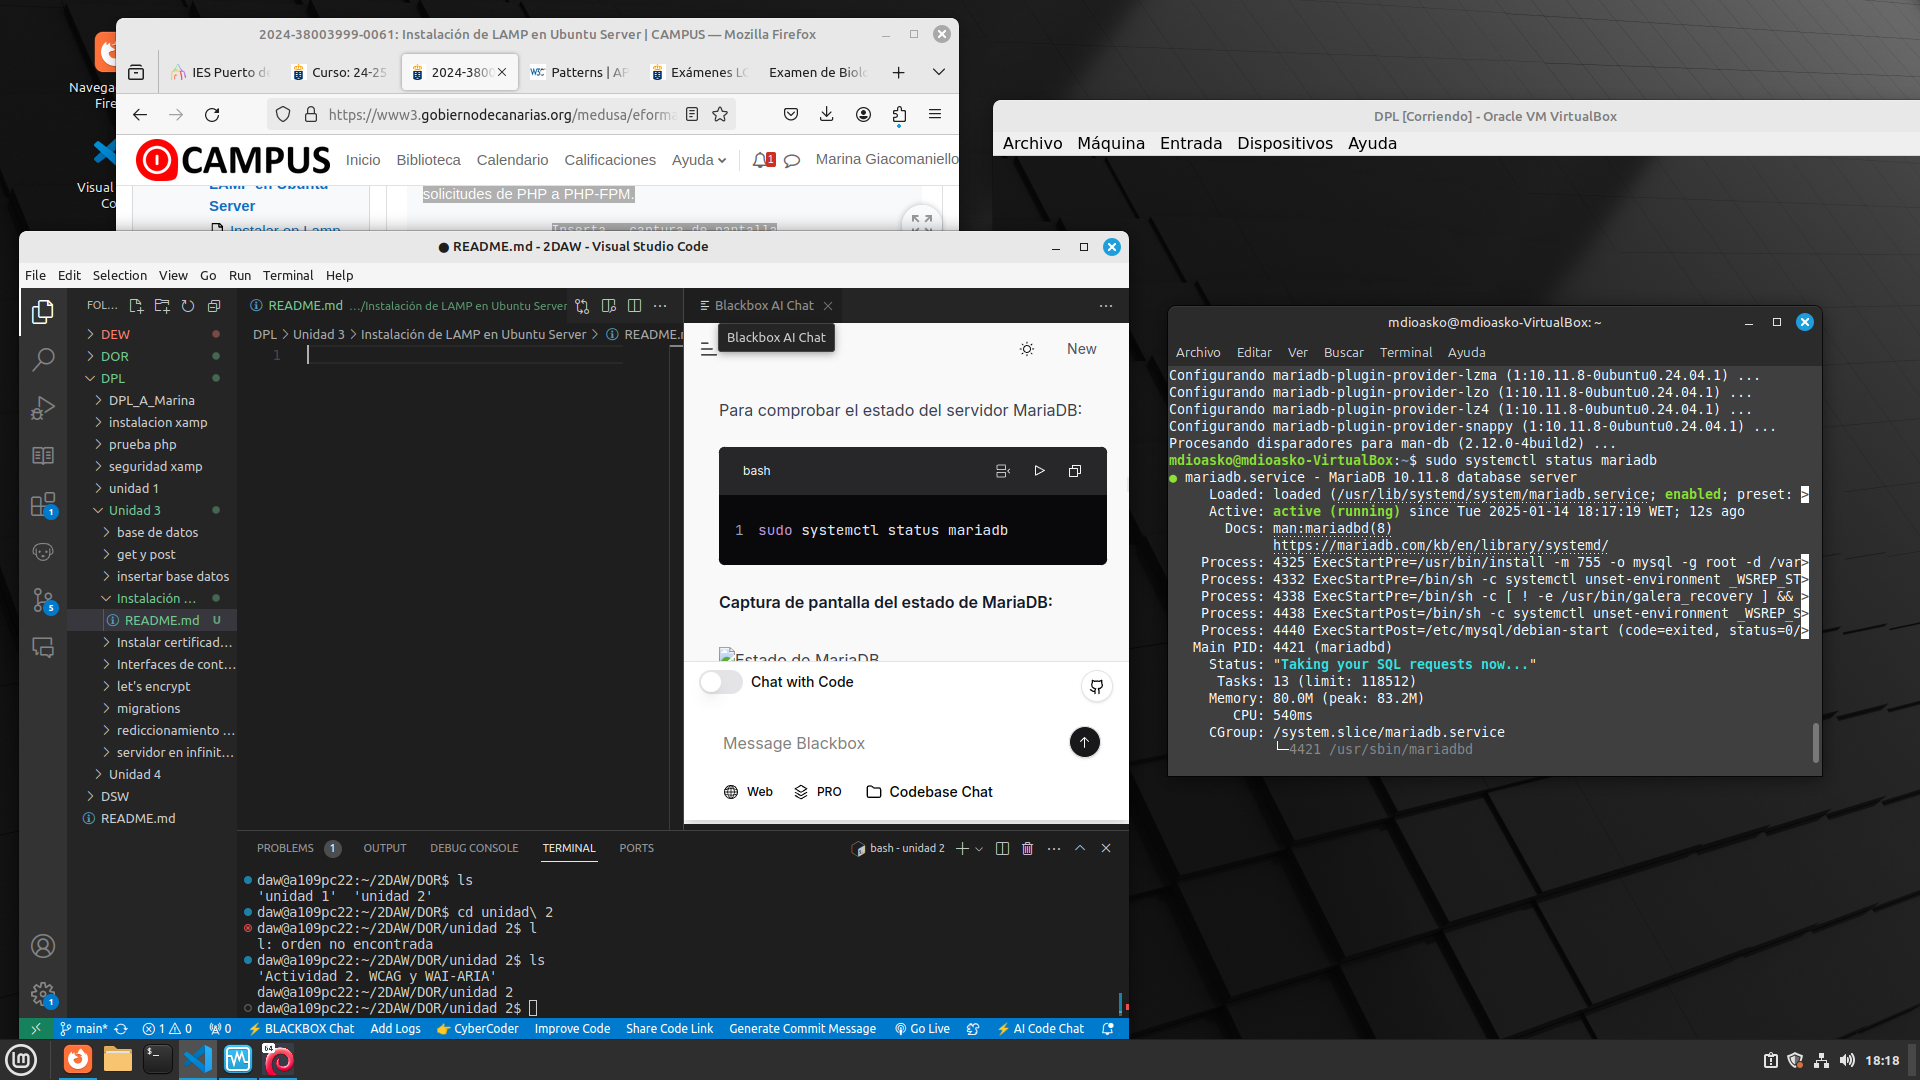 Navega
Fire
Visual
Co
2024-38003999-0061: Instalación de LAMP en Ubuntu Server | CAMPUS — Mozilla Firefox
IES Puerto de
Curso: 24-25
2024-3800
Patterns | AP
Exámenes LO
Examen de Biolo
https://www3.gobiernodecanarias.org/medusa/eforma
CAMPUS
Inicio
Biblioteca
Calendario
Calificaciones
Ayuda
1
Marina Giacomaniello
LAMP en Ubuntu
Server
Instalar en Lamp
solicitudes de PHP a PHP-FPM.
Inserta captura de pantalla
DPL [Corriendo] - Oracle VM VirtualBox
Archivo Máquina Entrada Dispositivos Ayuda
● README.md - 2DAW - Visual Studio Code
File Edit Selection View Go Run Terminal Help
FOL...
DEW
DOR
DPL
DPL_A_Marina
instalacion xamp
prueba php
seguridad xamp
unidad 1
Unidad 3
base de datos
get y post
insertar base datos
Instalación ...
README.md U
Instalar certificad...
Interfaces de cont...
let's encrypt
migrations
rediccionamiento ...
servidor en infinit...
Unidad 4
DSW
README.md
1
5
1
README.md .../Instalación de LAMP en Ubuntu Server
DPL > Unidad 3 > Instalación de LAMP en Ubuntu Server > README.m
1
Blackbox AI Chat
Blackbox AI Chat
New
Para comprobar el estado del servidor MariaDB:
bash
1 sudo systemctl status mariadb
Captura de pantalla del estado de MariaDB:
Estado de MariaDB
Chat with Code
Message Blackbox
Web
PRO
Codebase Chat
PROBLEMS 1 OUTPUT DEBUG CONSOLE TERMINAL PORTS
bash - unidad 2
daw@a109pc22:~/2DAW/DOR$ ls
'unidad 1'  'unidad 2'
daw@a109pc22:~/2DAW/DOR$ cd unidad\ 2
daw@a109pc22:~/2DAW/DOR/unidad 2$ l
l: orden no encontrada
daw@a109pc22:~/2DAW/DOR/unidad 2$ ls
'Actividad 2. WCAG y WAI-ARIA'
daw@a109pc22:~/2DAW/DOR/unidad 2
daw@a109pc22:~/2DAW/DOR/unidad 2$
main* 1 0 0 BLACKBOX Chat Add Logs CyberCoder Improve Code Share Code Link Generate Commit Message Go Live AI Code Chat
mdioasko@mdioasko-VirtualBox: ~
Archivo Editar Ver Buscar Terminal Ayuda
Configurando mariadb-plugin-provider-lzma (1:10.11.8-0ubuntu0.24.04.1) ...
Configurando mariadb-plugin-provider-lzo (1:10.11.8-0ubuntu0.24.04.1) ...
Configurando mariadb-plugin-provider-lz4 (1:10.11.8-0ubuntu0.24.04.1) ...
Configurando mariadb-plugin-provider-snappy (1:10.11.8-0ubuntu0.24.04.1) ...
Procesando disparadores para man-db (2.12.0-4build2) ...
mdioasko@mdioasko-VirtualBox:~$ sudo systemctl status mariadb
● mariadb.service - MariaDB 10.11.8 database server
Loaded: loaded (/usr/lib/systemd/system/mariadb.service; enabled; preset: >
Active: active (running) since Tue 2025-01-14 18:17:19 WET; 12s ago
Docs: man:mariadbd(8)
https://mariadb.com/kb/en/library/systemd/
Process: 4325 ExecStartPre=/usr/bin/install -m 755 -o mysql -g root -d /var>
Process: 4332 ExecStartPre=/bin/sh -c systemctl unset-environment _WSREP_ST>
Process: 4338 ExecStartPre=/bin/sh -c [ ! -e /usr/bin/galera_recovery ] && >
Process: 4438 ExecStartPost=/bin/sh -c systemctl unset-environment _WSREP_S>
Process: 4440 ExecStartPost=/etc/mysql/debian-start (code=exited, status=0/>
Main PID: 4421 (mariadbd)
Status: "Taking your SQL requests now..."
Tasks: 13 (limit: 118512)
Memory: 80.0M (peak: 83.2M)
CPU: 540ms
CGroup: /system.slice/mariadb.service
└─4421 /usr/sbin/mariadbd
64
18:18